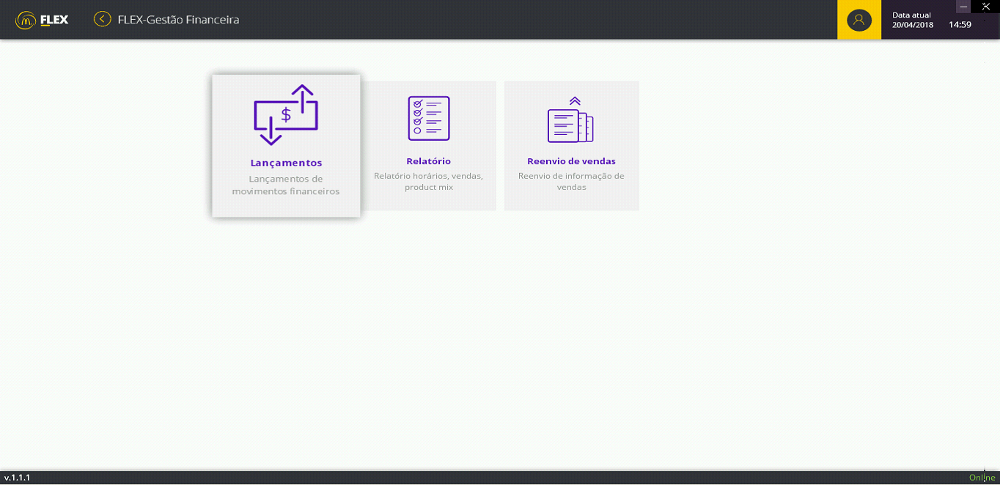 FLEX
FLEX-Gestão Financeira
Data atual
20/04/2018 14:59
$
Lançamentos
Lançamentos de
movimentos financeiros
Relatório
Relatório horários, vendas,
product mix
Reenvio de vendas
Reenvio de informação de
vendas
v.1.1.1
Online